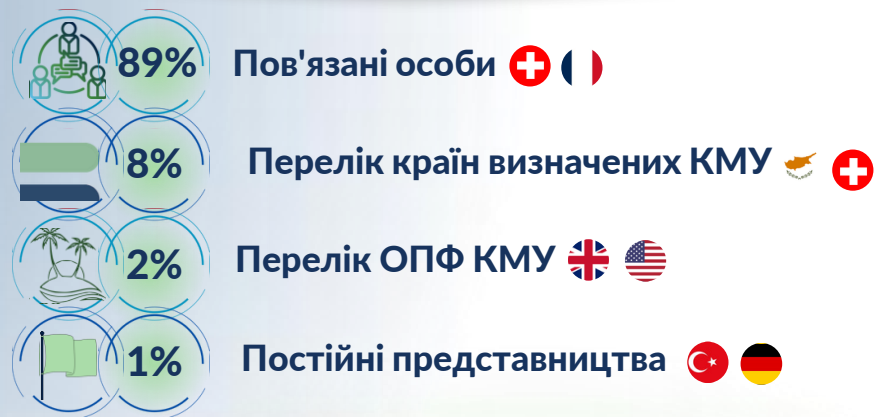 89% Пов'язані особи
8% Перелік країн визначених КМУ
2% Перелік ОПФ КМУ
1% Постійні представництва